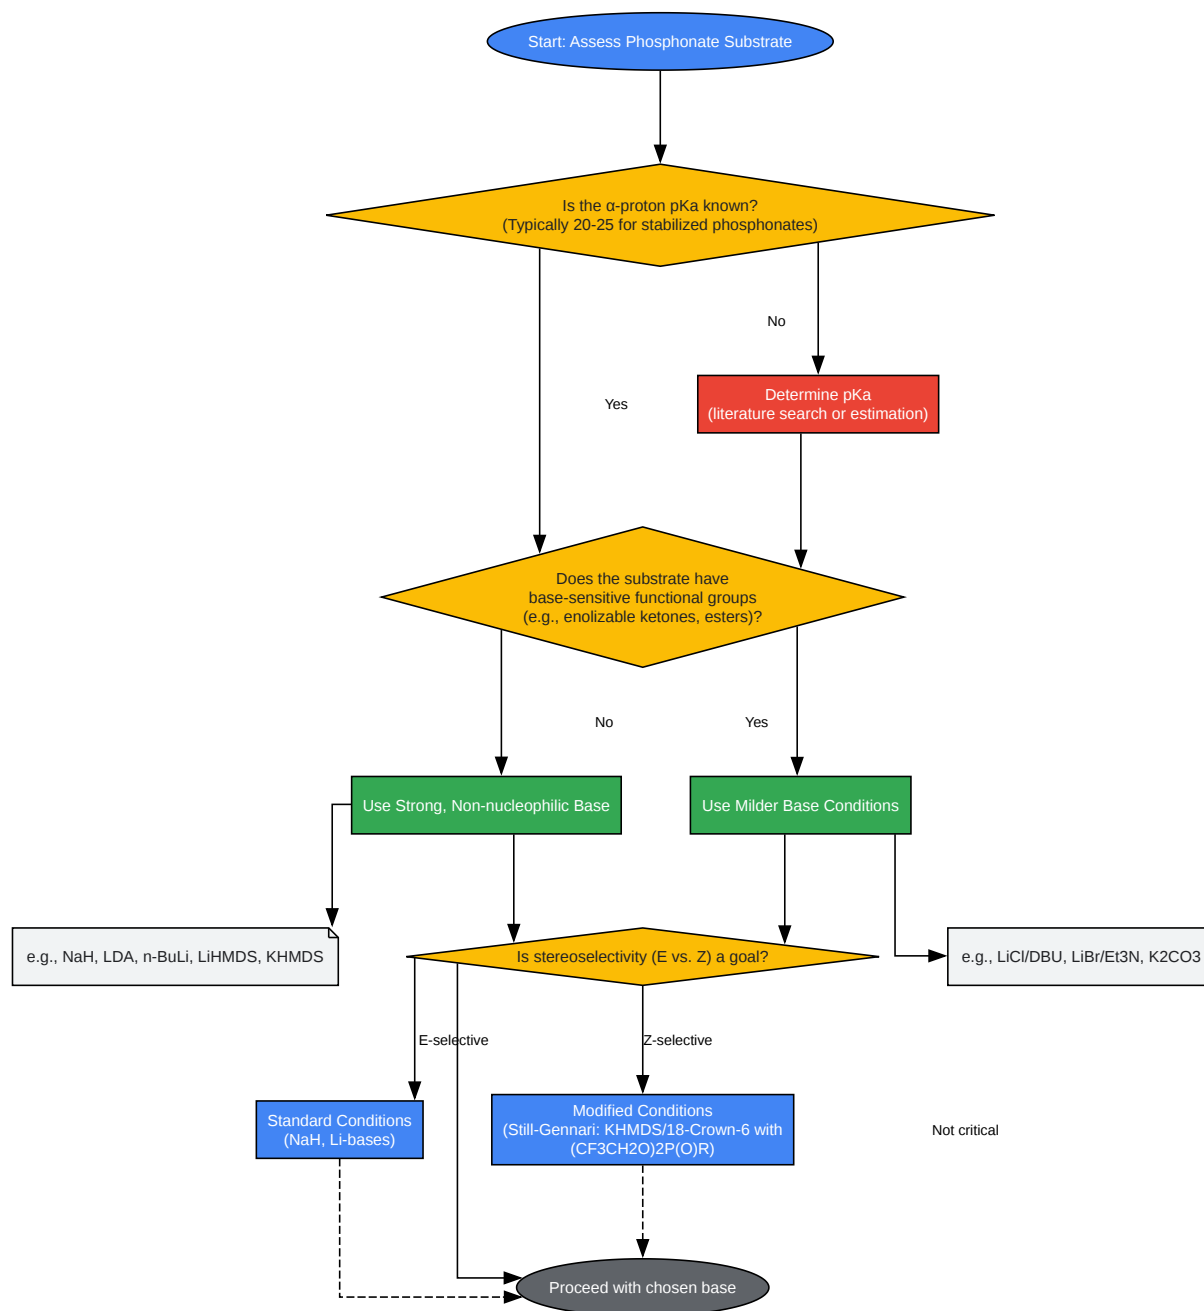 Start: Assess Phosphonate Substrate
Is the α-proton pKa known?
(Typically 20-25 for stabilized phosphonates)
No
Yes
Determine pKa
(literature search or estimation)
Does the substrate have
base-sensitive functional groups
(e.g., enolizable ketones, esters)?
No
Yes
Use Strong, Non-nucleophilic Base
Use Milder Base Conditions
e.g., NaH, LDA, n-BuLi, LiHMDS, KHMDS
Is stereoselectivity (E vs. Z) a goal?
e.g., LiCl/DBU, LiBr/Et3N, K2CO3
E-selective
Z-selective
Standard Conditions
(NaH, Li-bases)
Modified Conditions
(Still-Gennari: KHMDS/18-Crown-6 with
(CF3CH2O)2P(O)R)
Not critical
Proceed with chosen base